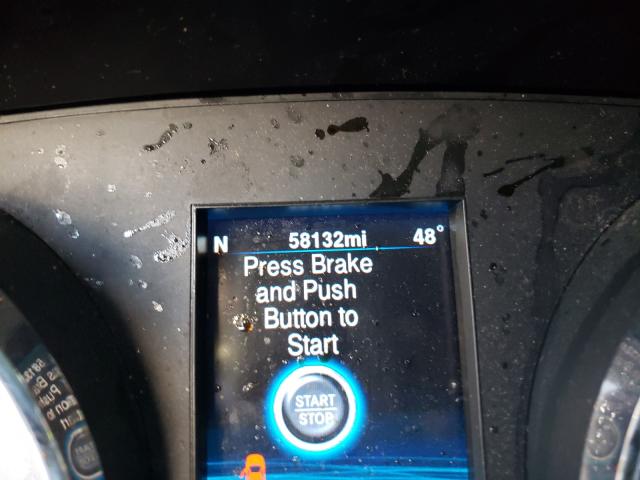 N 58132mi 48°
Press Brake
and Push
Button to
Start
START
STOP